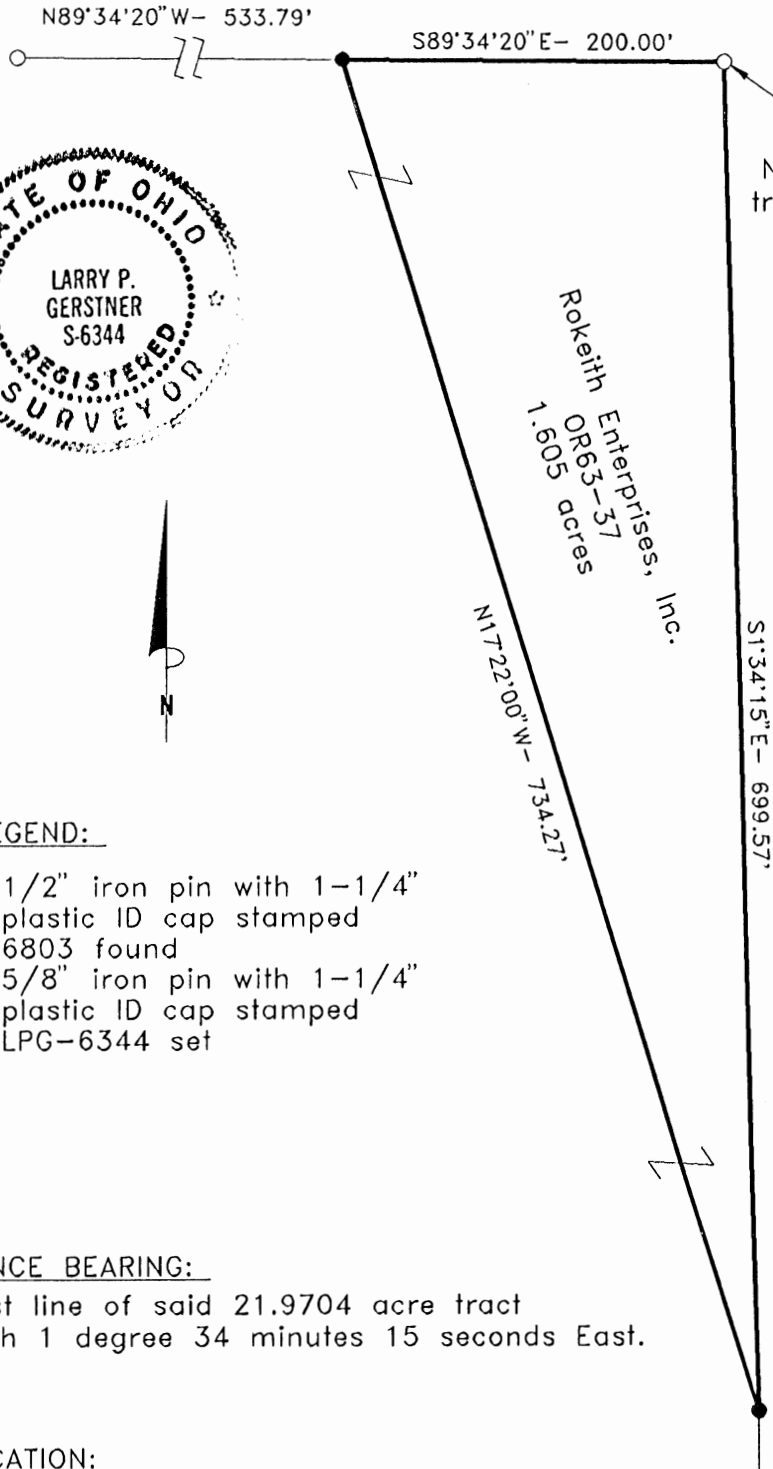 N89°34'20"W- 533.79'
S89°34'20"E- 200.00'
N
tr
ATE OF OHIO
LARRY P.
GERSTNER
S-6344
REGISTERED
SURVEYOR
Rokeith Enterprises, Inc.
OR63-37
1.605 acres
N
N17°22'00"W- 734.27'
S1°34'15"E- 699.57'
EGEND:
1/2" iron pin with 1-1/4"
plastic ID cap stamped
6803 found
5/8" iron pin with 1-1/4"
plastic ID cap stamped
LPG-6344 set
NCE BEARING:
st line of said 21.9704 acre tract
h 1 degree 34 minutes 15 seconds East.
CATION: